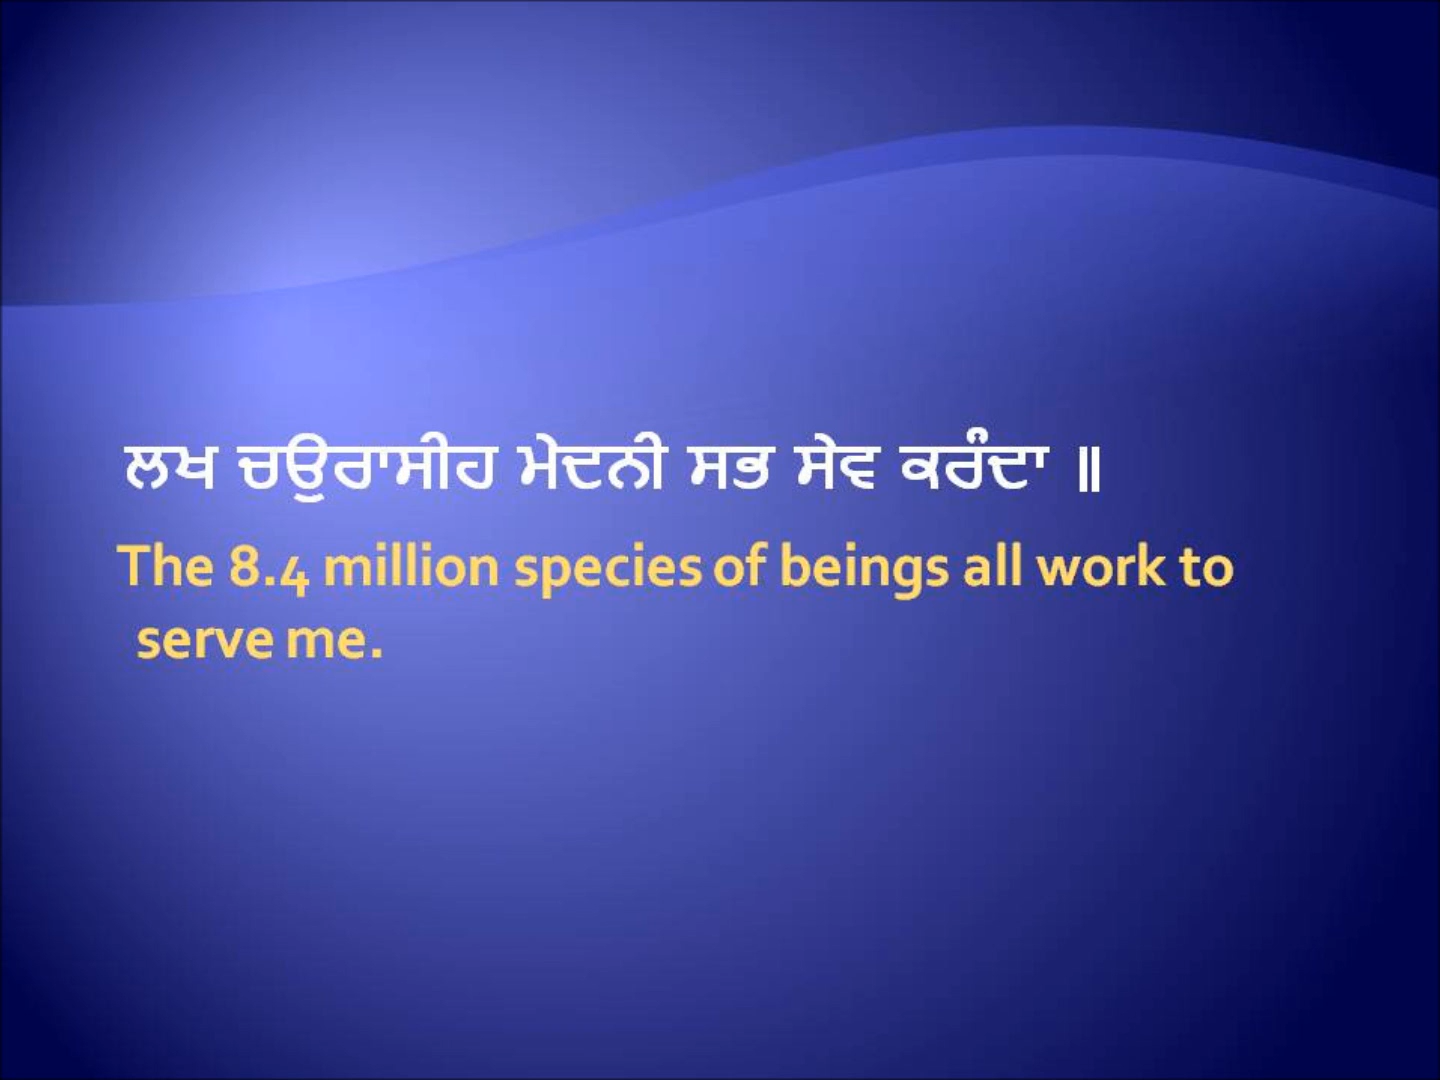 ਲਖ ਚਉਰਾਸੀਹ ਮੇਦਨੀ ਸਭ ਸੇਵ ਕਰੰਦਾ ॥
The 8.4 million species of beings all work to
serve me.